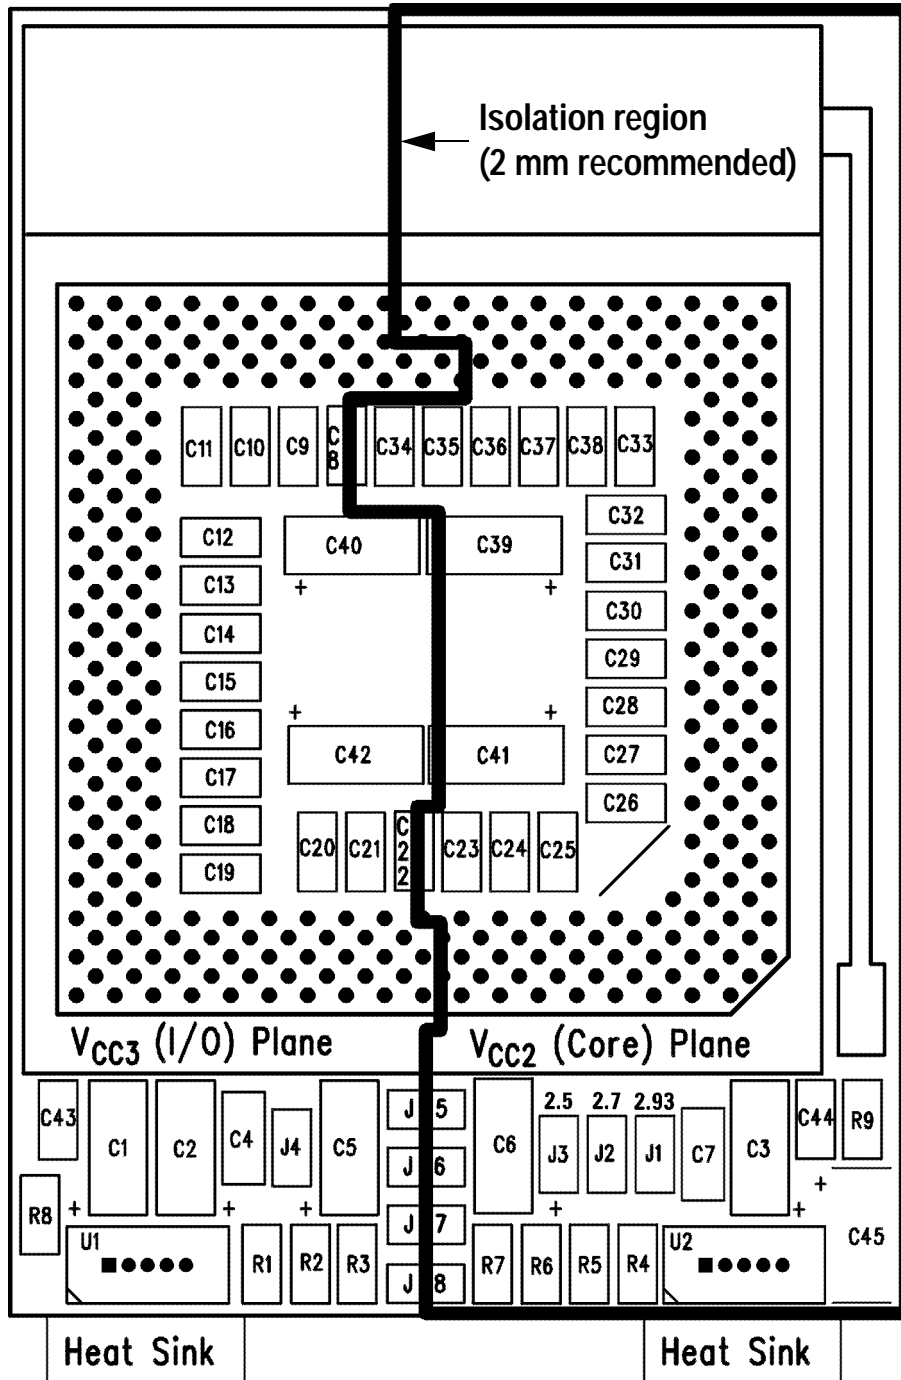 Isolation region
(2 mm recommended)
C11 C10 C9 C8 C34 C35 C36 C37 C38 C33
C32
C12 C40 C39
C31
+ +
C13
C30
C14
C29
C15
+ +
C28
C16
C42 C41
C27
C17
C26
C18
C20 C21 C22 C23 C24 C25
C19
VCC3 (I/O) Plane VCC2 (Core) Plane
2.5 2.7 2.93
C43 C1 C2 C4 J4 C5 J5 C6 J3 J2 J1 C7 C3 C44 R9
J6
+
R8 + + + + +
J7
U1 U2 C45
R1 R2 R3 R7 R6 R5 R4
J8
Heat Sink Heat Sink